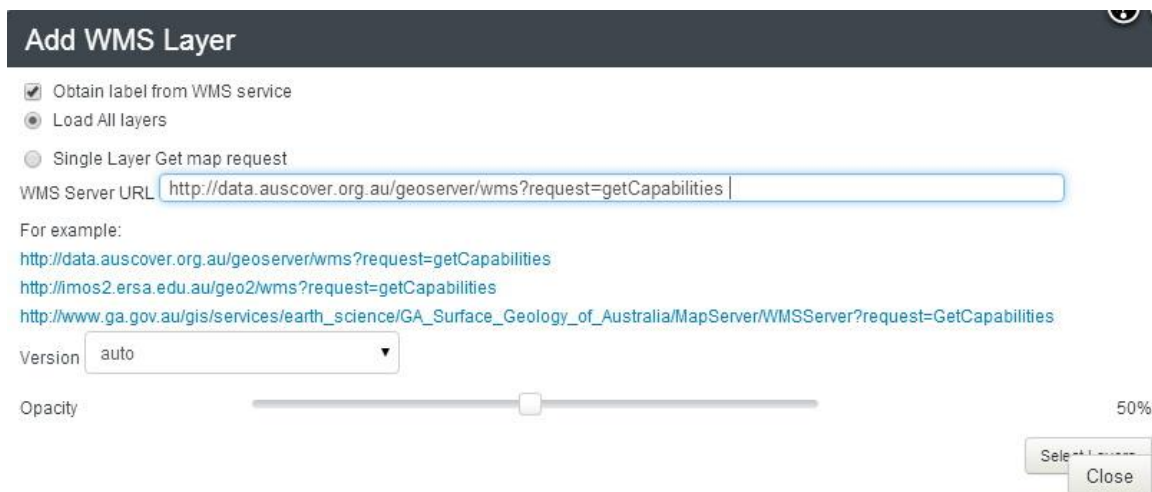 Add WMS Layer
Obtain label from WMS service
Load All layers
Single Layer Get map request
WMS Server URL http://data.auscover.org.au/geoserver/wms?request=getCapabilities
For example:
http://data.auscover.org.au/geoserver/wms?request=getCapabilities
http://imos2.ersa.edu.au/geo2/wms?request=getCapabilities
http://www.ga.gov.au/gis/services/earth_science/GA_Surface_Geology_of_Australia/MapServer/WMSServer?request=GetCapabilities
Version auto
Opacity 50%
Select Layers
Close